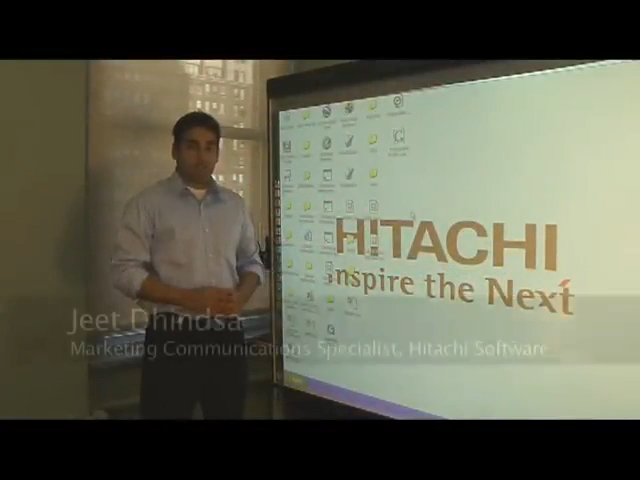 HITACHI
Inspire the Next
Jeet Dhindsa
Marketing Communications Specialist, Hitachi Software